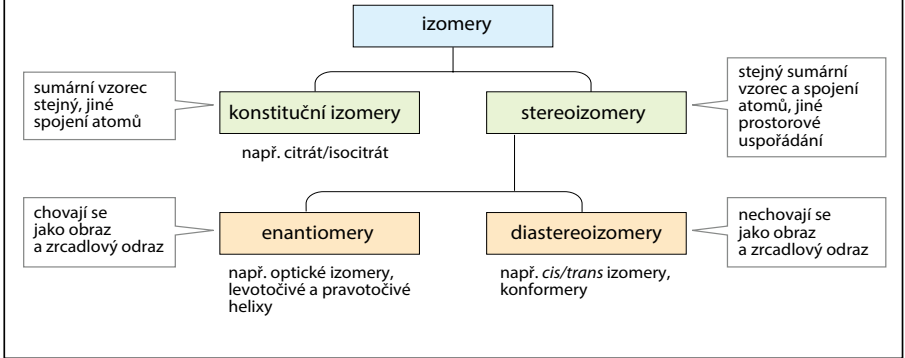 izomery
sumární vzorec
stejný, jiné
spojení atomů
konstituční izomery
např. citrát/isocitrát
stereoizomery
stejný sumární
vzorec a spojení
atomů, jiné
prostorové
uspořádání
chovají se
jako obraz
a zrcadlový odraz
enantiomery
např. optické izomery,
levotočivé a pravotočivé
helixy
diastereoizomery
např. cis/trans izomery,
konformery
nechovají se
jako obraz
a zrcadlový odraz